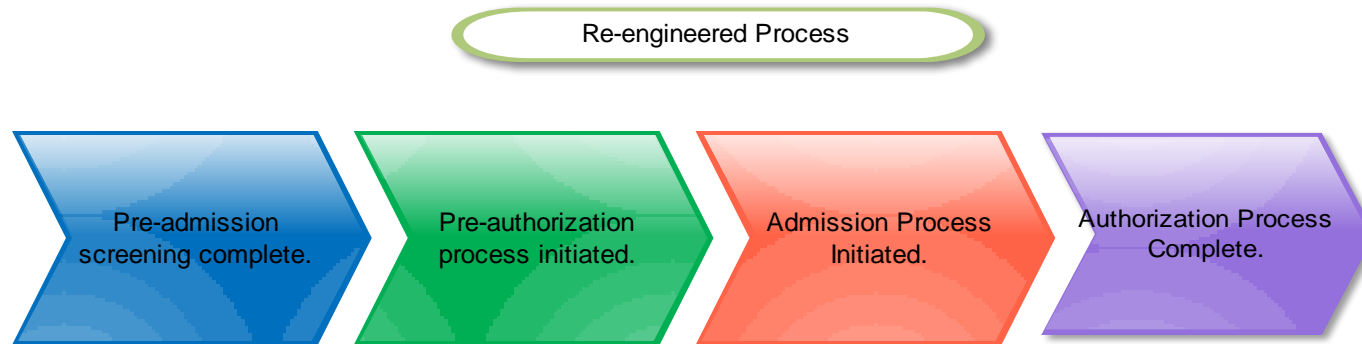 Re-engineered Process
Pre-admission
screening complete.
Pre-authorization
process initiated.
Admission Process
Initiated.
Authorization Process
Complete.